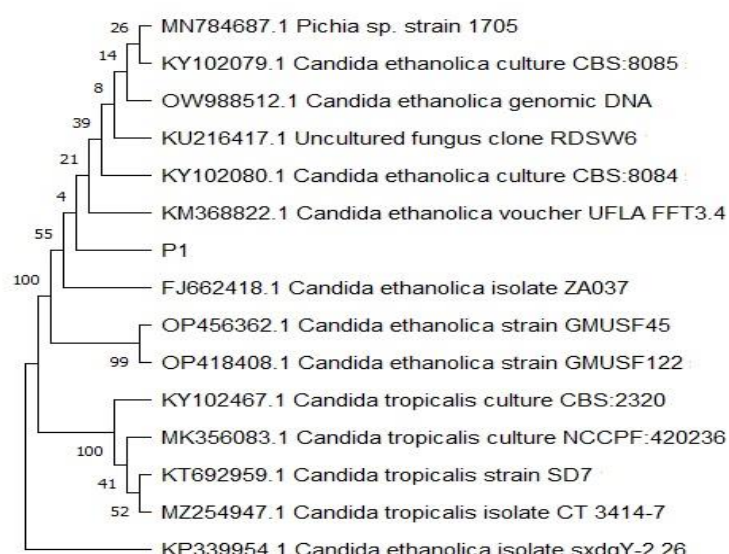 26
MN784687.1 Pichia sp. strain 1705
14
KY102079.1 Candida ethanolica culture CBS:8085
8
OW988512.1 Candida ethanolica genomic DNA
39
KU216417.1 Uncultured fungus clone RDSW6
21
KY102080.1 Candida ethanolica culture CBS:8084
4
KM368822.1 Candida ethanolica voucher UFLA FFT3.4
55
P1
100
FJ662418.1 Candida ethanolica isolate ZA037
OP456362.1 Candida ethanolica strain GMUSF45
99
OP418408.1 Candida ethanolica strain GMUSF122
KY102467.1 Candida tropicalis culture CBS:2320
MK356083.1 Candida tropicalis culture NCCPF:420236
100
KT692959.1 Candida tropicalis strain SD7
41
MZ254947.1 Candida tropicalis isolate CT 3414-7
52
KP339954.1 Candida ethanolica isolate sxdgY-2.26